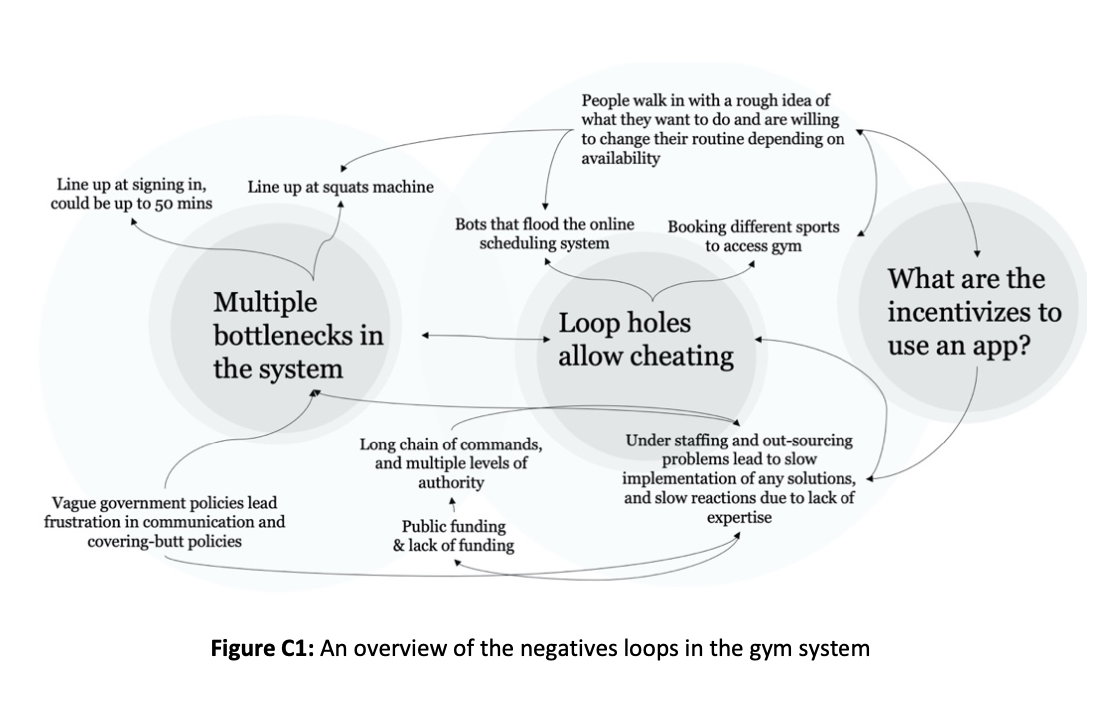 People walk in with a rough idea of
what they want to do and are willing
to change their routine depending on
availability
Line up at signing in,
could be up to 50 mins
Line up at squats machine
Bots that flood the online
scheduling system
Booking different sports
to access gym
Multiple
bottlenecks in
the system
Loop holes
allow cheating
What are the
incentivizes to
use an app?
Long chain of commands,
and multiple levels of
authority
Under staffing and out-sourcing
problems lead to slow
implementation of any solutions,
and slow reactions due to lack of
expertise
Vague government policies lead
frustration in communication and
covering-butt policies
Public funding
& lack of funding
Figure C1: An overview of the negatives loops in the gym system